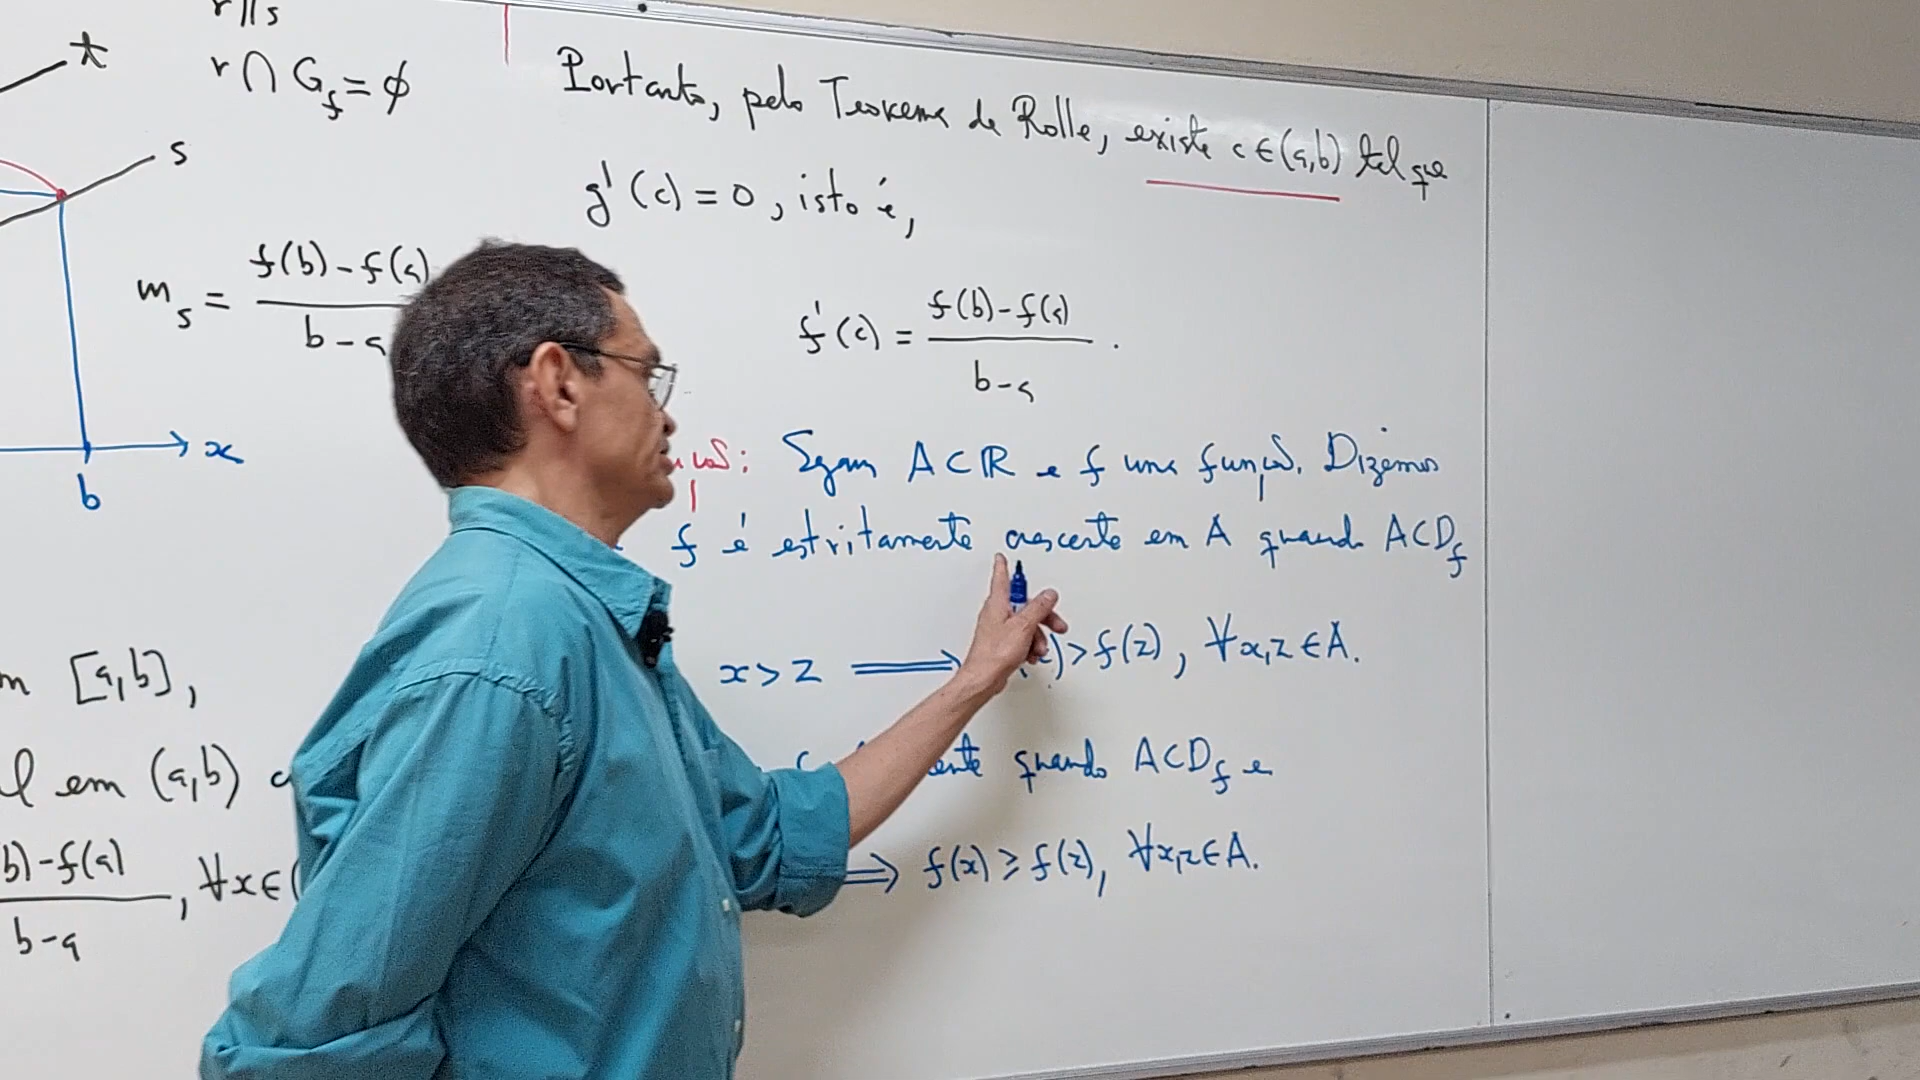 r//s
t
r ∩ G_f = ∅
s
m_s = f(b)-f(a) / b-a
x
b
[a,b],
em (a,b)
b)-f(a) / b-a , ∀x∈(
Portanto, pelo Teorema de Rolle, existe c∈(a,b) tal que
g'(c) = 0, isto é,
f'(c) = f(b)-f(a) / b-a .
Sejam A⊂ℝ e f uma função. Dizemos
f é estritamente crescente em A quando A⊂D_f
x > z ⟹ ) > f(z), ∀x,z∈A.
quando A⊂D_f e
⟹ f(x) ≥ f(z), ∀x,z∈A.